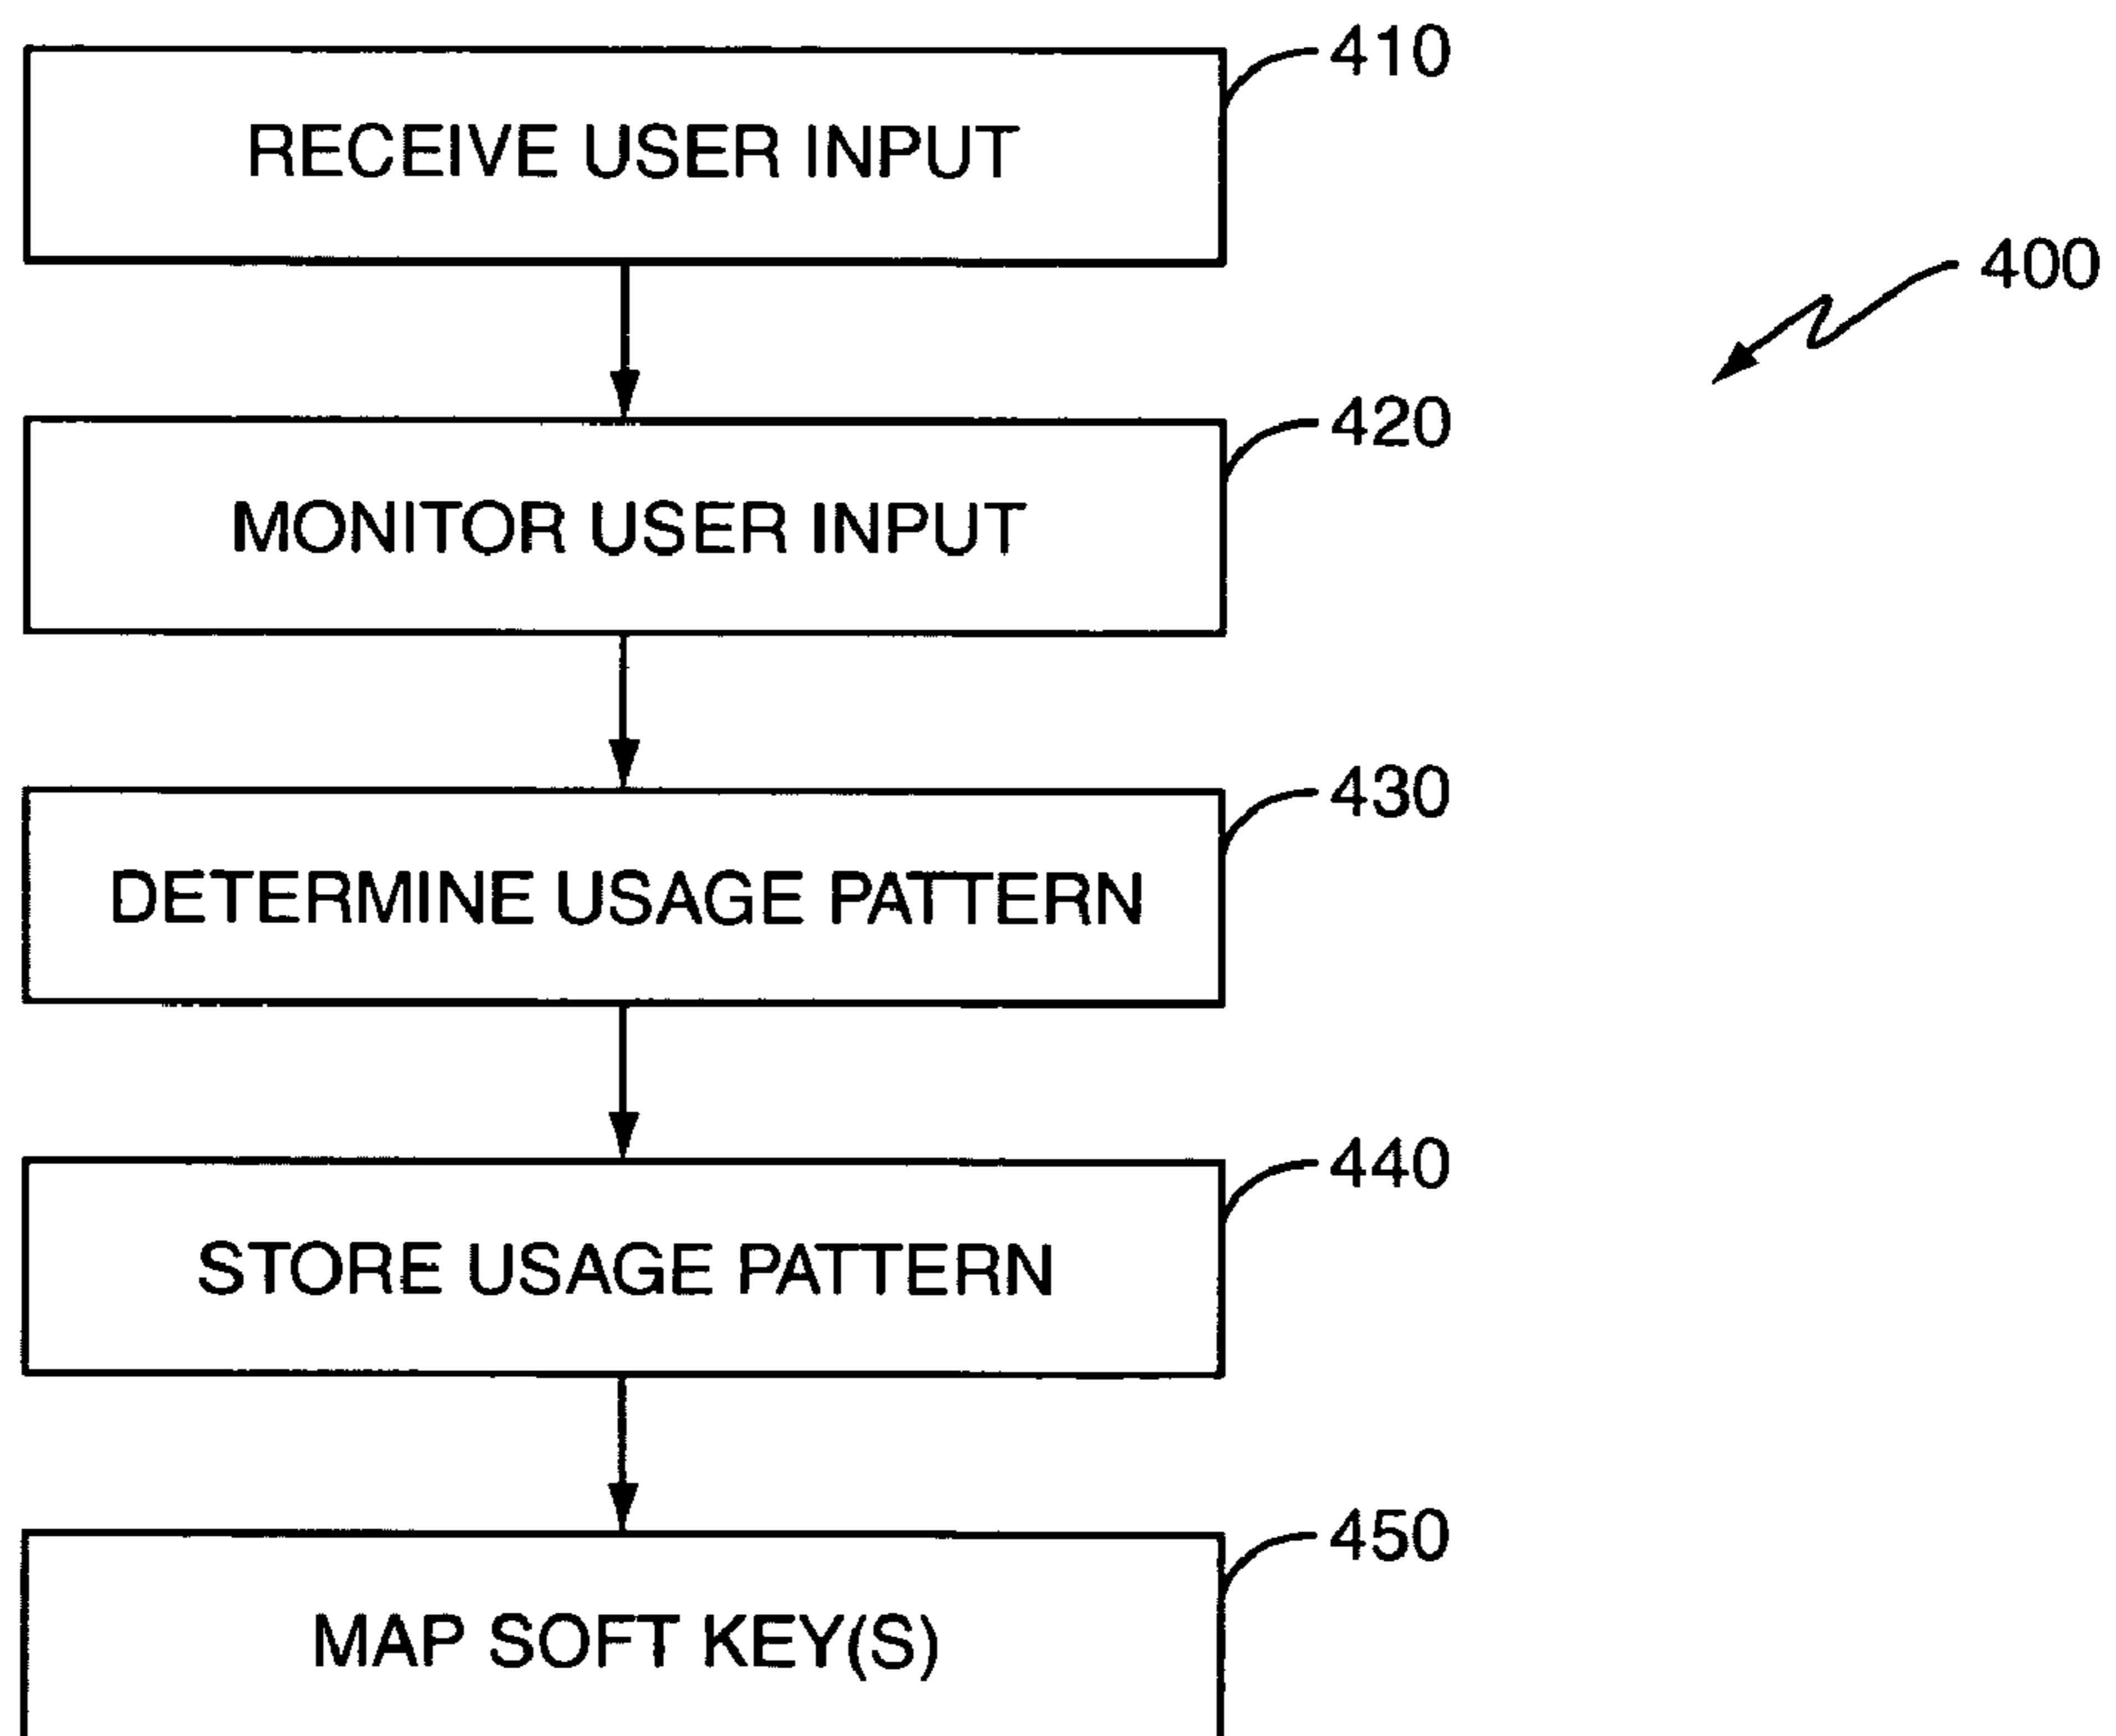 410
RECEIVE USER INPUT
400
420
MONITOR USER INPUT
430
DETERMINE USAGE PATTERN
440
STORE USAGE PATTERN
450
MAP SOFT KEY(S)